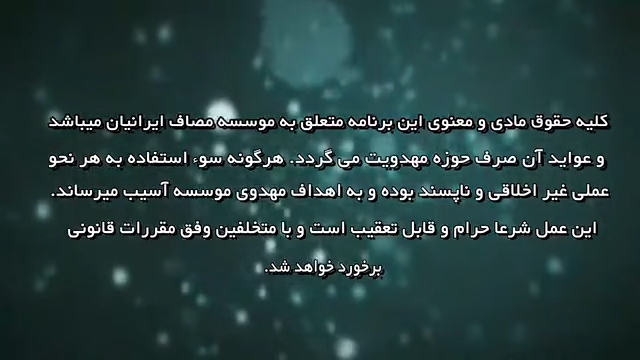 کلیه حقوق مادی و معنوی این برنامه متعلق به موسسه مصاف ایرانیان میباشد
و عواید آن صرف حوزه مهدویت می گردد. هرگونه سوء استفاده به هر نحو
عملی غیر اخلاقی و ناپسند بوده و به اهداف مهدوی موسسه آسیب میرساند.
این عمل شرعا حرام و قابل تعقیب است و با متخلفین وفق مقررات قانونی
برخورد خواهد شد.